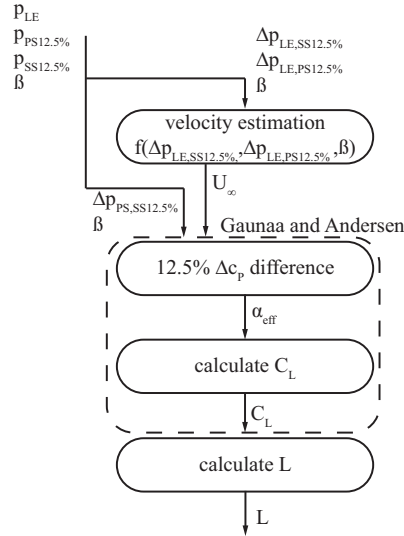 p_LE
p_PS12.5%
p_SS12.5%
ß
Δp_LE,SS12.5%
Δp_LE,PS12.5%
ß
velocity estimation
f(Δp_LE,SS12.5%,,Δp_LE,PS12.5%,ß)
U_∞
Δp_PS,SS12.5%
ß
Gaunaa and Andersen
12.5% Δc_P difference
α_eff
calculate C_L
C_L
calculate L
L